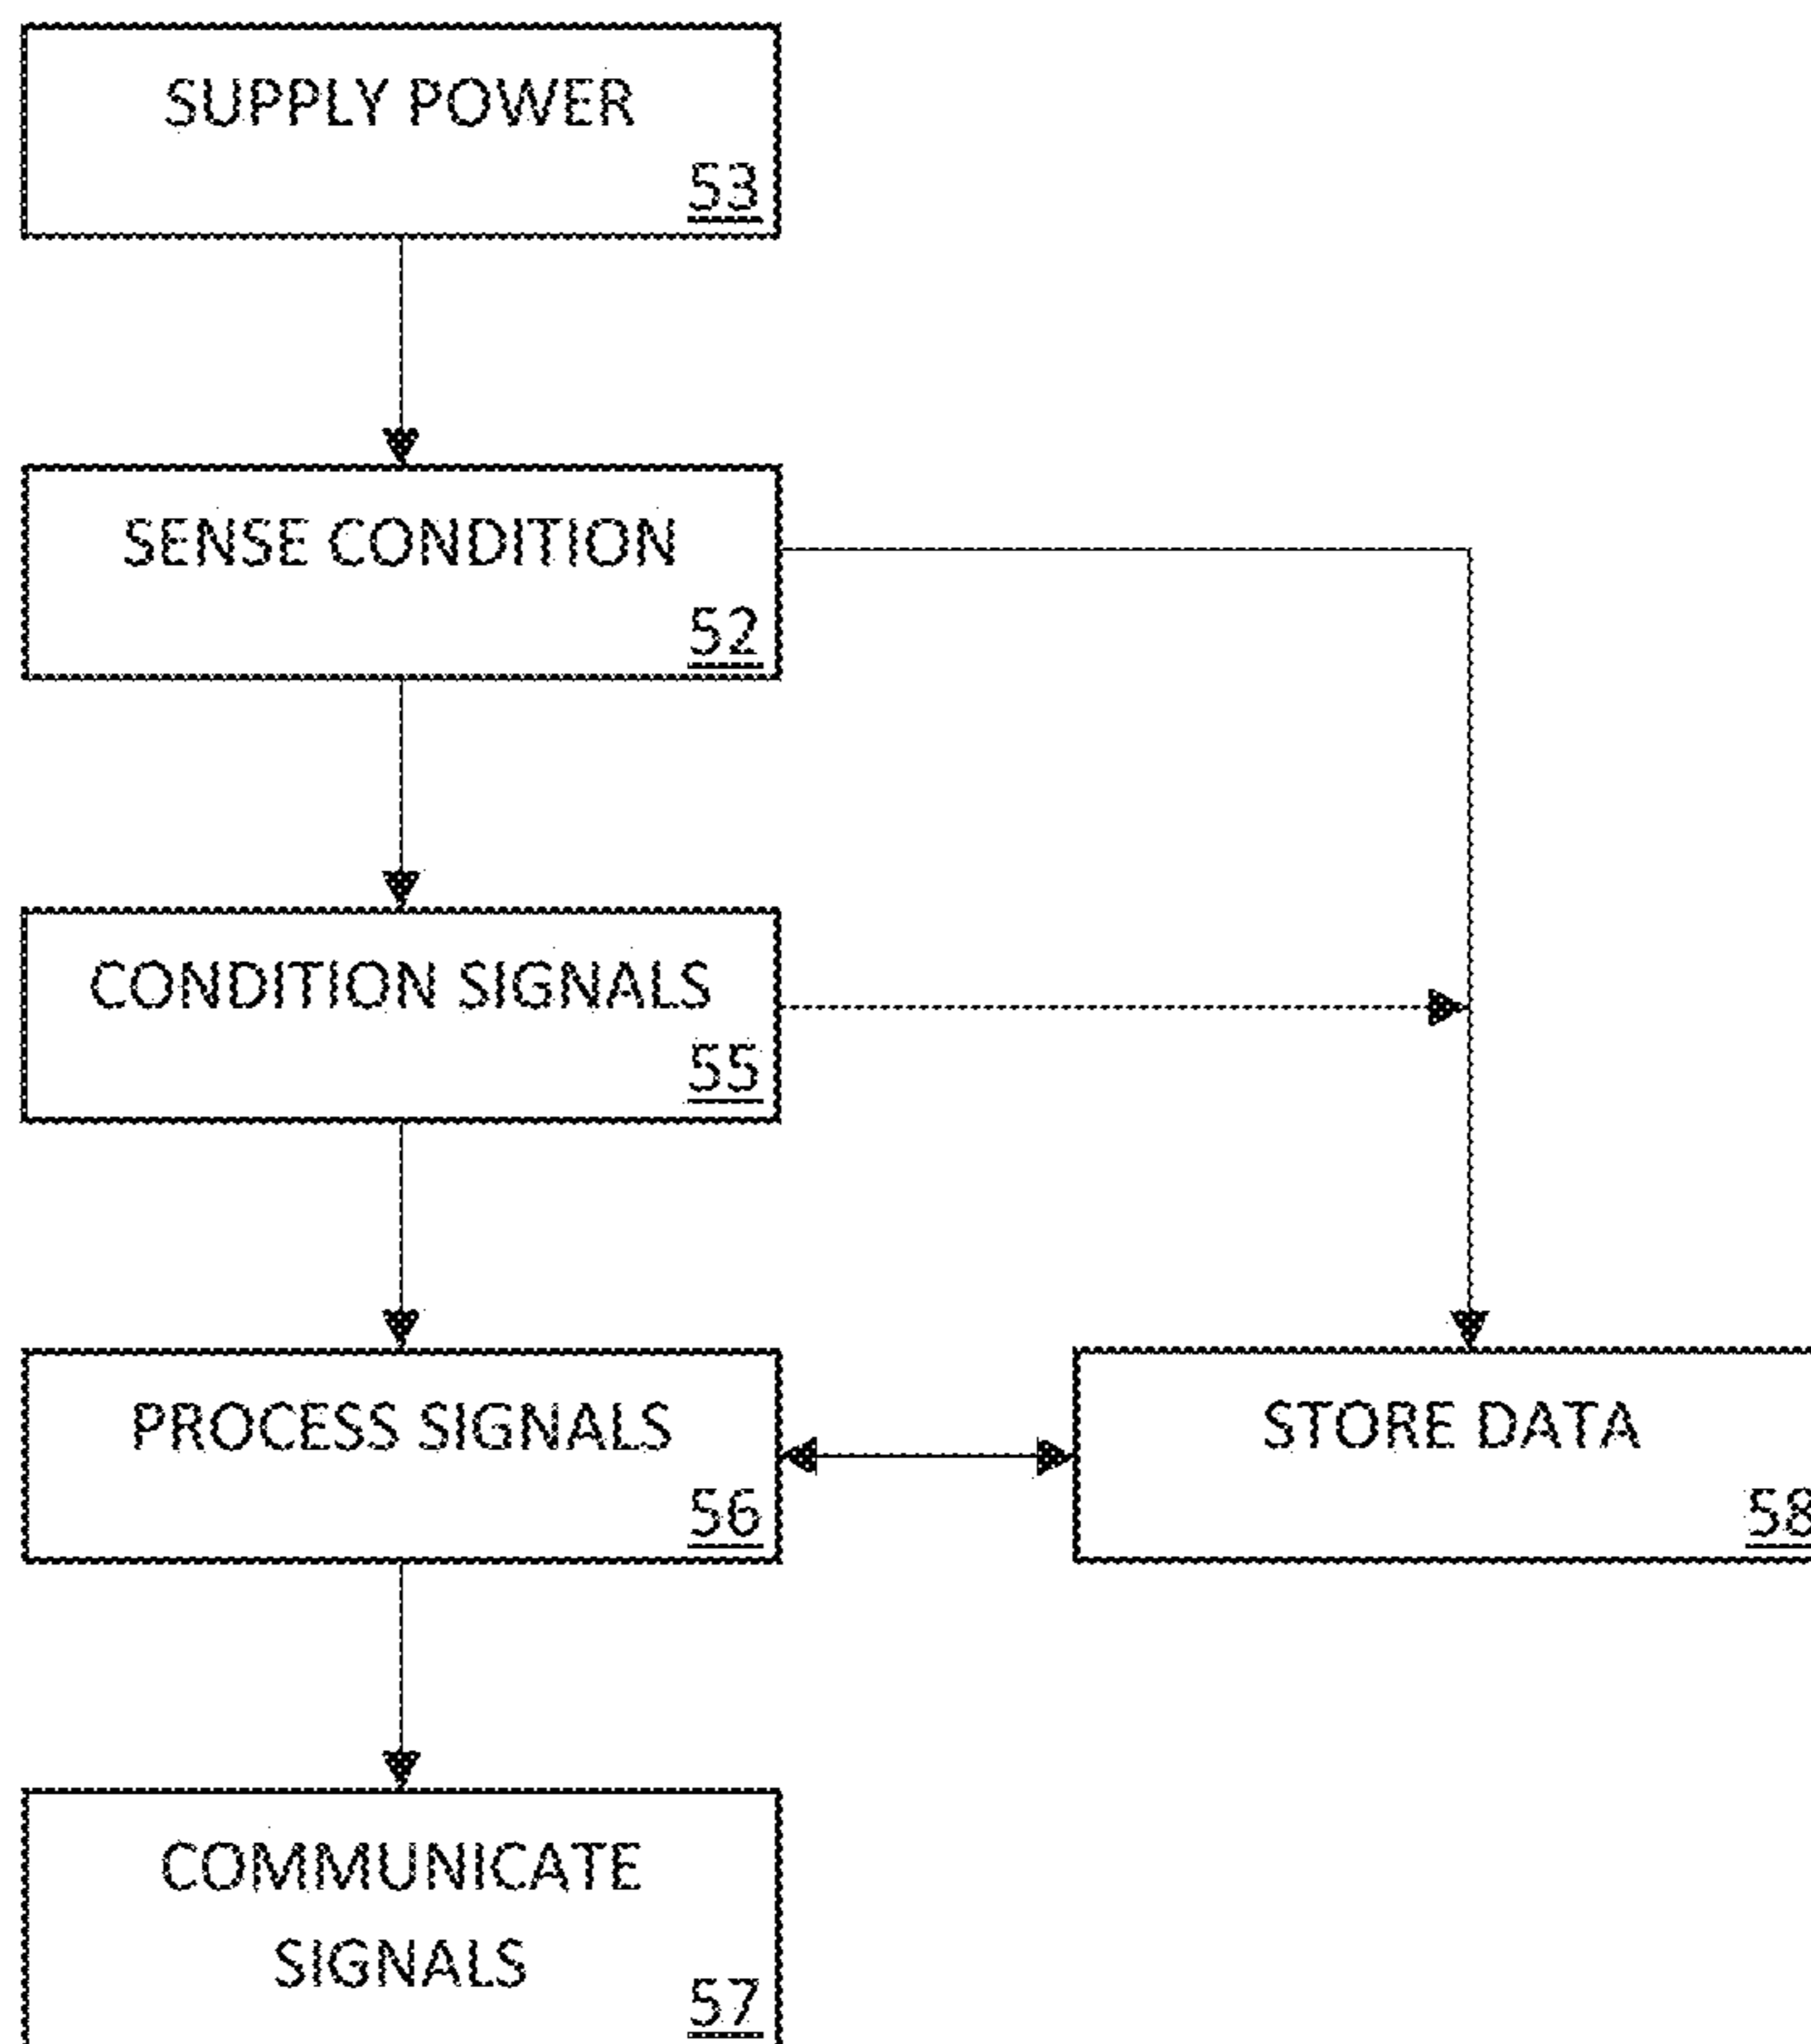 SUPPLY POWER
53
SENSE CONDITION
52
CONDITION SIGNALS
55
PROCESS SIGNALS
56
STORE DATA
58
COMMUNICATE
SIGNALS
57